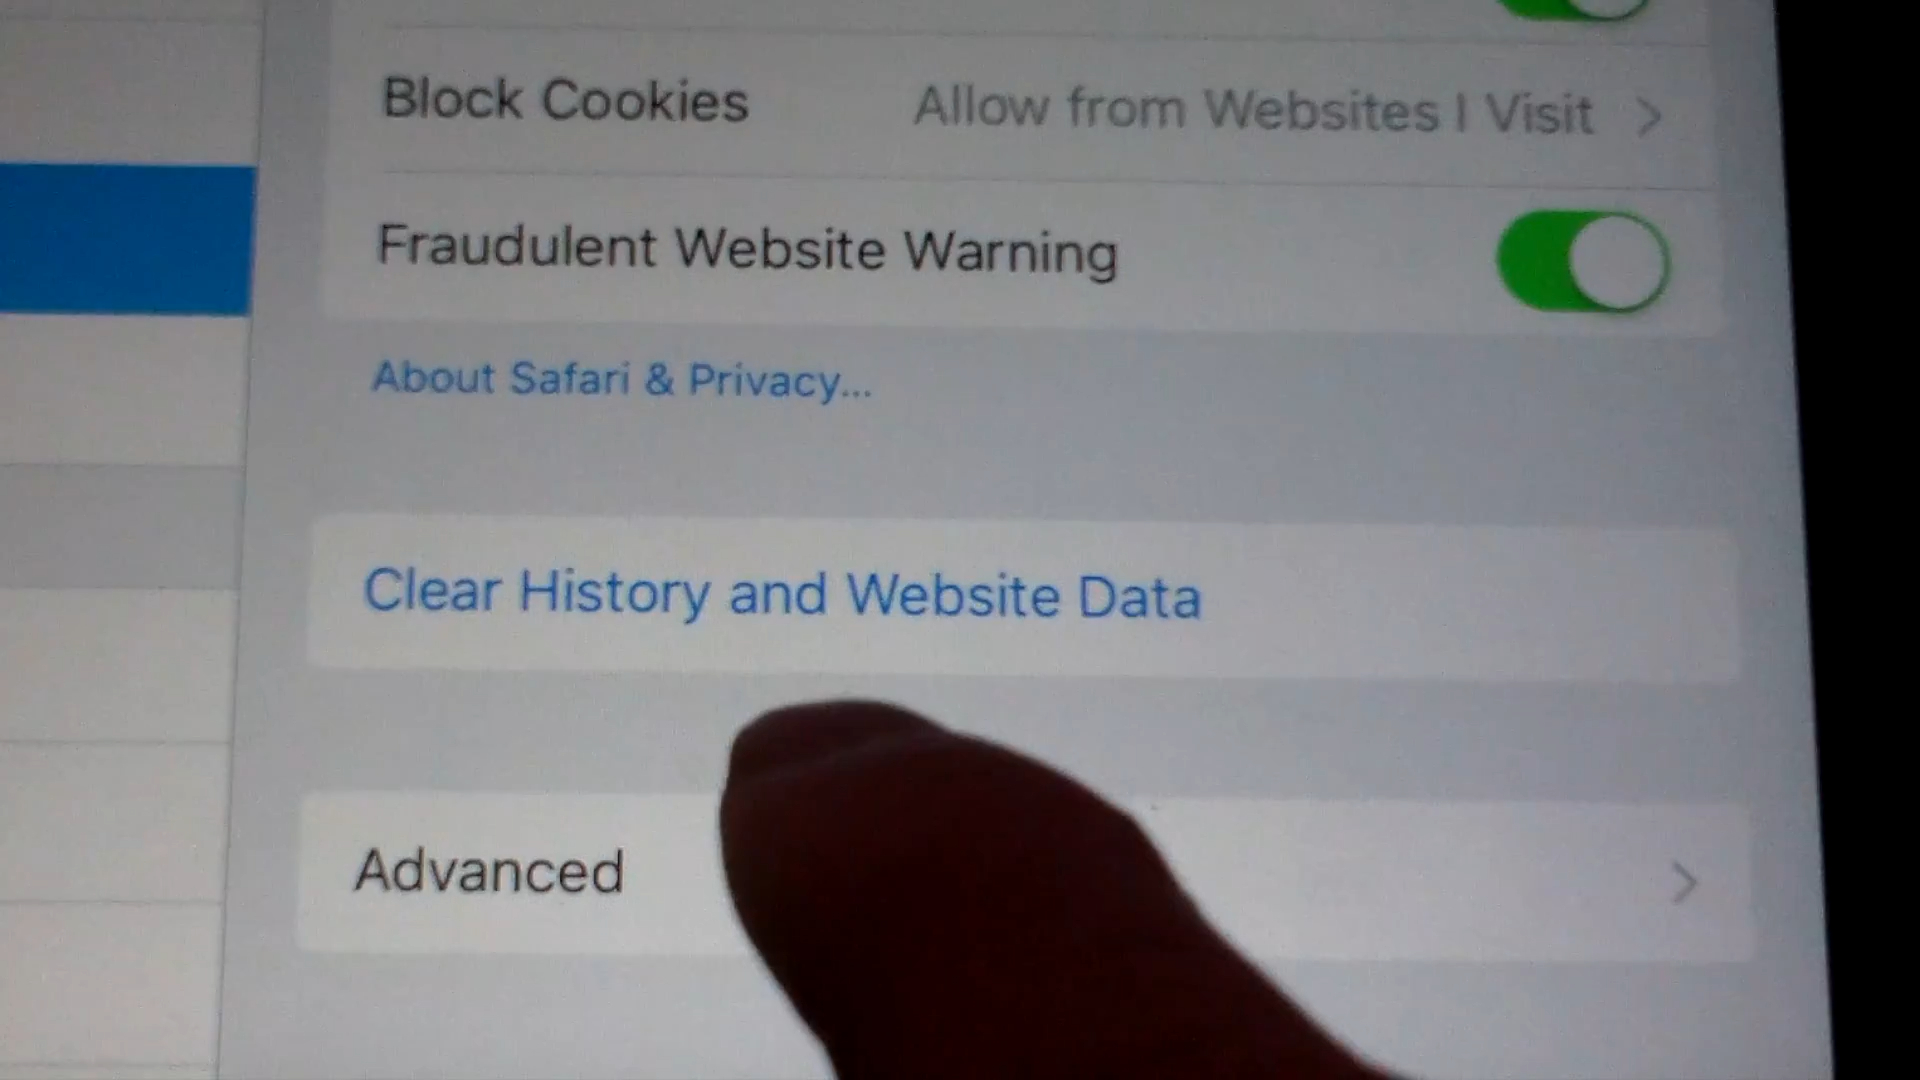 Block Cookies Allow from Websites I Visit
Fraudulent Website Warning
About Safari & Privacy...
Clear History and Website Data
Advanced